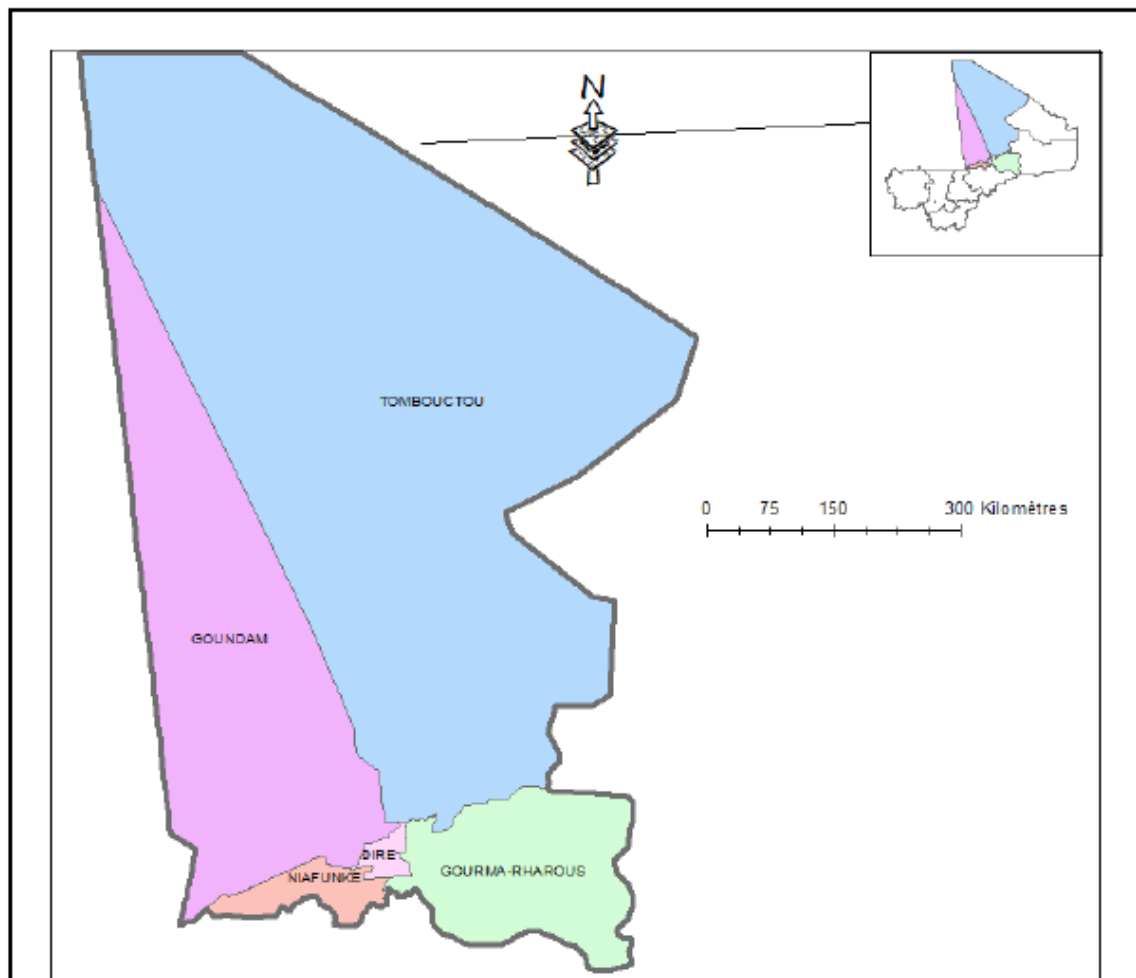 N
TOMBOUCTOU
0 75 150 300 Kilomètres
GOUNDAM
DIRE
NIAFUNKE
GOURMA-RHAROUS